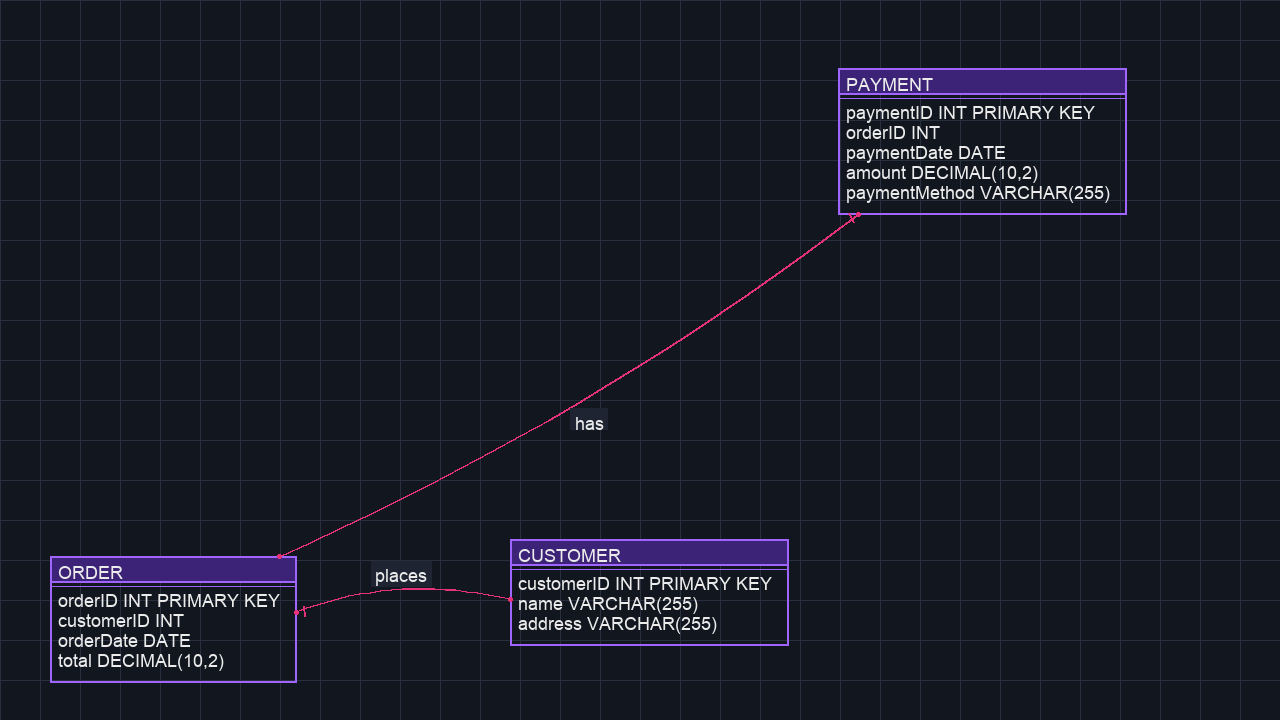 PAYMENT
paymentID INT PRIMARY KEY
orderID INT
paymentDate DATE
amount DECIMAL(10,2)
paymentMethod VARCHAR(255)
has
places
ORDER
orderID INT PRIMARY KEY
customerID INT
orderDate DATE
total DECIMAL(10,2)
CUSTOMER
customerID INT PRIMARY KEY
name VARCHAR(255)
address VARCHAR(255)